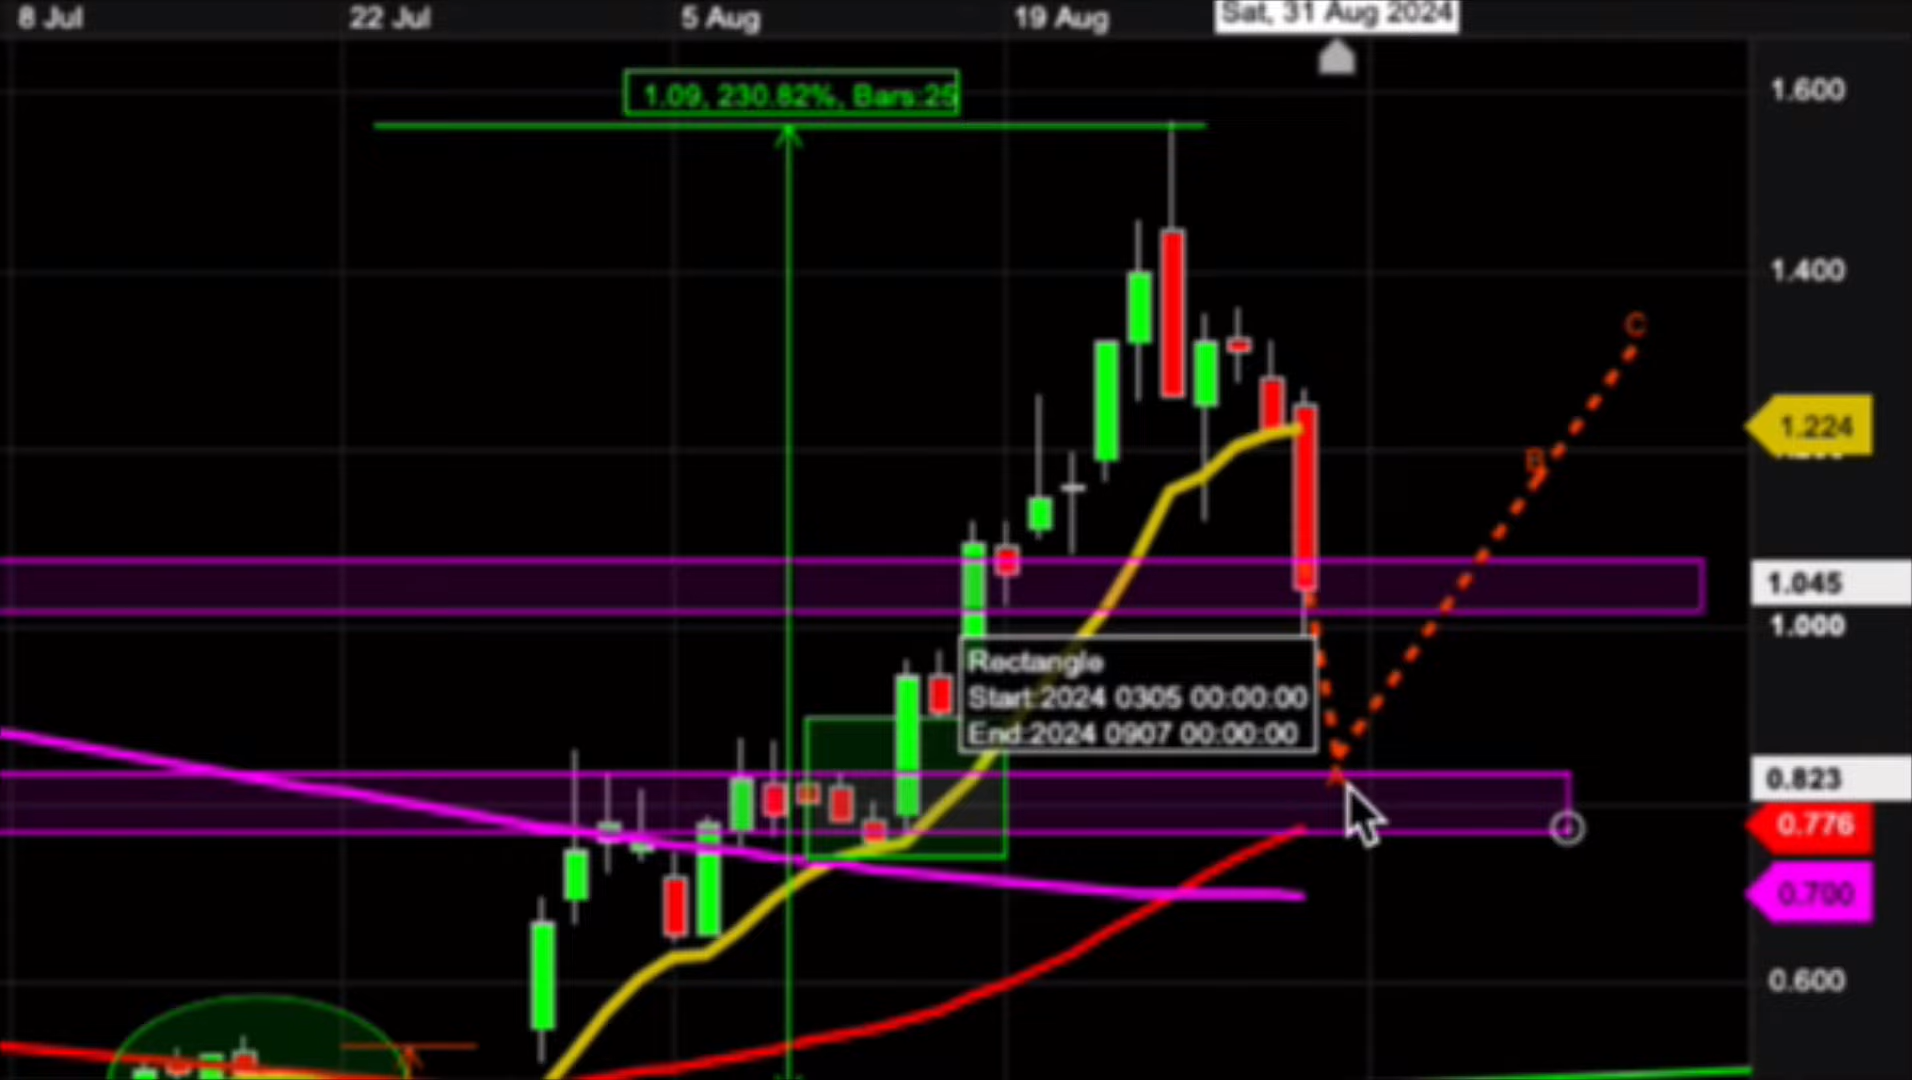 8 Jul 22 Jul 5 Aug 19 Aug Sat, 31 Aug 2024
1.09, 230.82%, Bars:25
1.600
1.400
C
1.224
B
1.045
1.000
Rectangle
Start:2024 0305 00:00:00
End:2024 0907 00:00:00
A
0.823
0.776
0.700
0.600